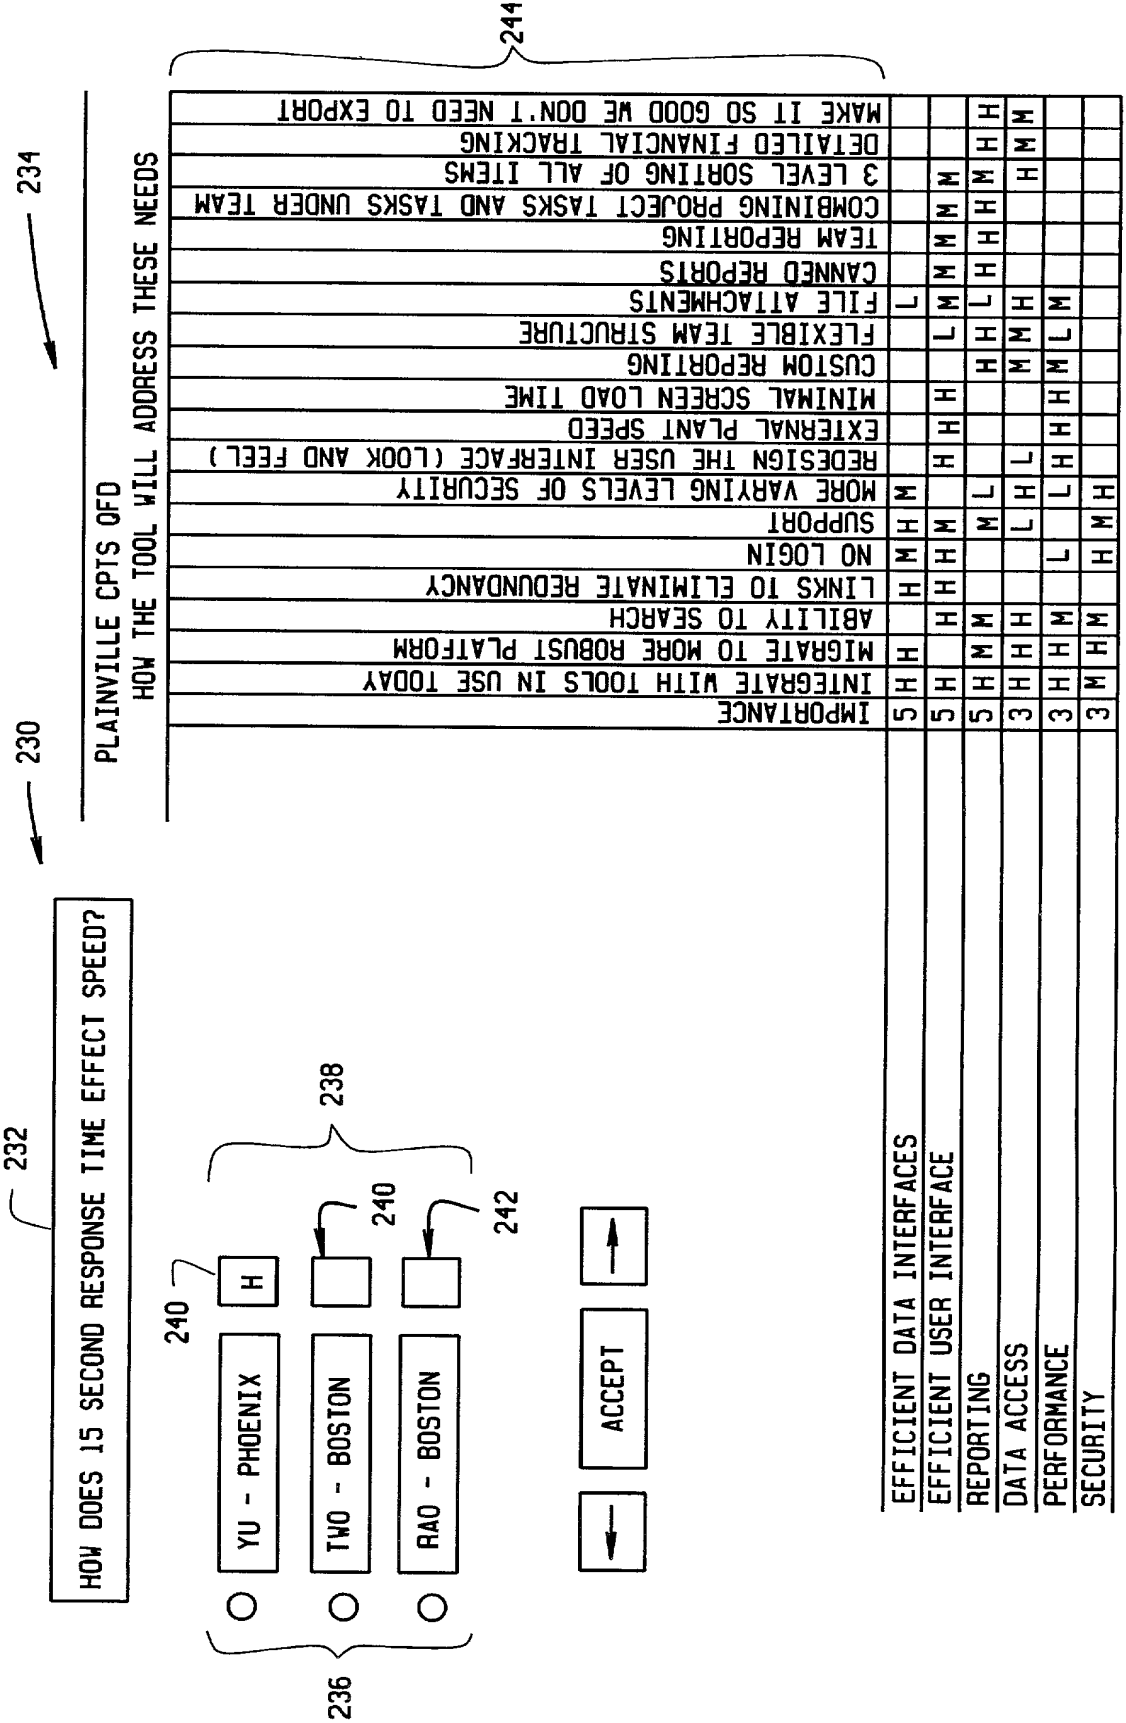 232
230
234
HOW DOES 15 SECOND RESPONSE TIME EFFECT SPEED?
PLAINVILLE CPTS QFD
HOW THE TOOL WILL ADDRESS THESE NEEDS
240
236
YU - PHOENIX H
TWO - BOSTON
RAO - BOSTON
238
240
242
ACCEPT
IMPORTANCE
INTEGRATE WITH TOOLS IN USE TODAY
MIGRATE TO MORE ROBUST PLATFORM
ABILITY TO SEARCH
LINKS TO ELIMINATE REDUNDANCY
NO LOGIN
SUPPORT
MORE VARYING LEVELS OF SECURITY
REDESIGN THE USER INTERFACE (LOOK AND FEEL)
EXTERNAL PLANT SPEED
MINIMAL SCREEN LOAD TIME
CUSTOM REPORTING
FLEXIBLE TEAM STRUCTURE
FILE ATTACHMENTS
CANNED REPORTS
TEAM REPORTING
COMBINING PROJECT TASKS AND TASKS UNDER TEAM
3 LEVEL SORTING OF ALL ITEMS
DETAILED FINANCIAL TRACKING
MAKE IT SO GOOD WE DON'T NEED TO EXPORT
244
EFFICIENT DATA INTERFACES 5 H H H M H M L
EFFICIENT USER INTERFACE 5 H H H H M H H H L M M M M M
REPORTING 5 H M M M L H H L H H H M H H
DATA ACCESS 3 H H H L H L M M H H M M
PERFORMANCE 3 H H M L L H H H M L M
SECURITY 3 M H M H M H